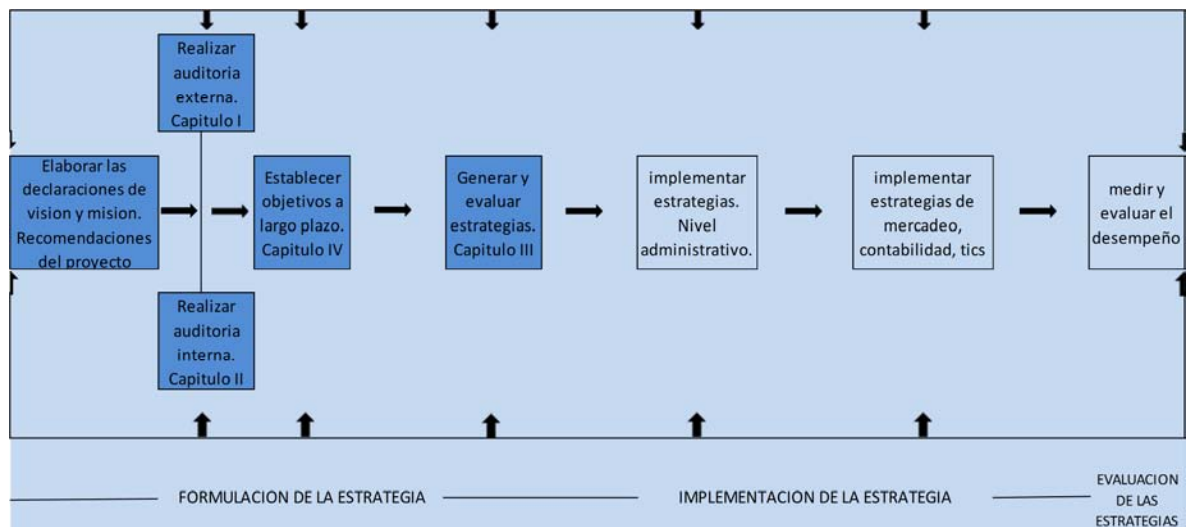 Realizar
auditoria
externa.
Capitulo I
Elaborar las
declaraciones de
vision y mision.
Recomendaciones
del proyecto
Realizar
auditoria
interna.
Capitulo II
Establecer
objetivos a
largo plazo.
Capitulo IV
Generar y
evaluar
estrategias.
Capitulo III
implementar
estrategias.
Nivel
administrativo.
implementar
estrategias de
mercadeo,
contabilidad, tics
medir y
evaluar el
desempeño
FORMULACION DE LA ESTRATEGIA
IMPLEMENTACION DE LA ESTRATEGIA
EVALUACION
DE LAS
ESTRATEGIAS